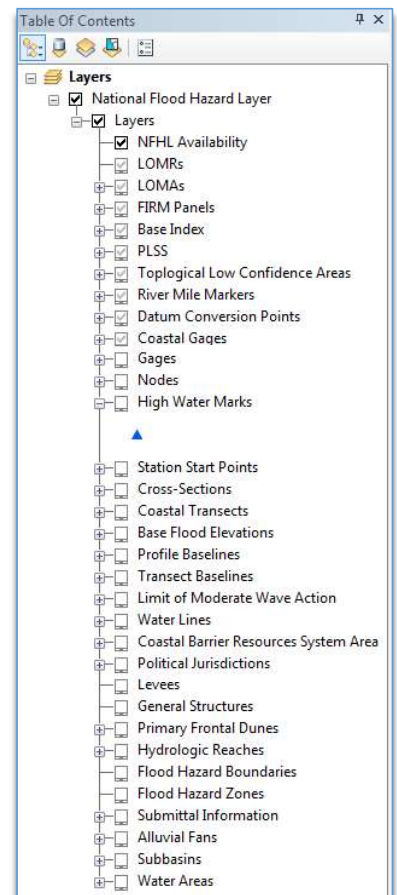 Table Of Contents
Layers
National Flood Hazard Layer
Layers
NFHL Availability
LOMRs
LOMAs
FIRM Panels
Base Index
PLSS
Toplogical Low Confidence Areas
River Mile Markers
Datum Conversion Points
Coastal Gages
Gages
Nodes
High Water Marks
Station Start Points
Cross-Sections
Coastal Transects
Base Flood Elevations
Profile Baselines
Transect Baselines
Limit of Moderate Wave Action
Water Lines
Coastal Barrier Resources System Area
Political Jurisdictions
Levees
General Structures
Primary Frontal Dunes
Hydrologic Reaches
Flood Hazard Boundaries
Flood Hazard Zones
Submittal Information
Alluvial Fans
Subbasins
Water Areas